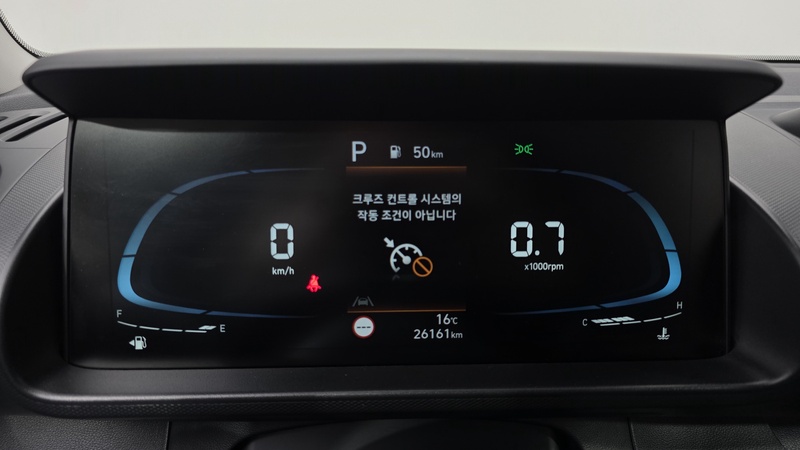 P 50km
크루즈 컨트롤 시스템의
작동 조건이 아닙니다
0
km/h
0.7
x1000rpm
F E
C H
16℃
26161km